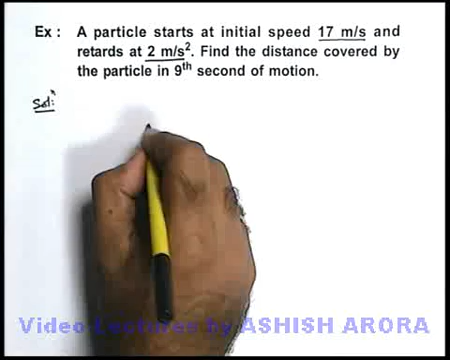 Ex : A particle starts at initial speed 17 m/s and
retards at 2 m/s². Find the distance covered by
the particle in 9th second of motion.
Sol:
Video Lectures by ASHISH ARORA